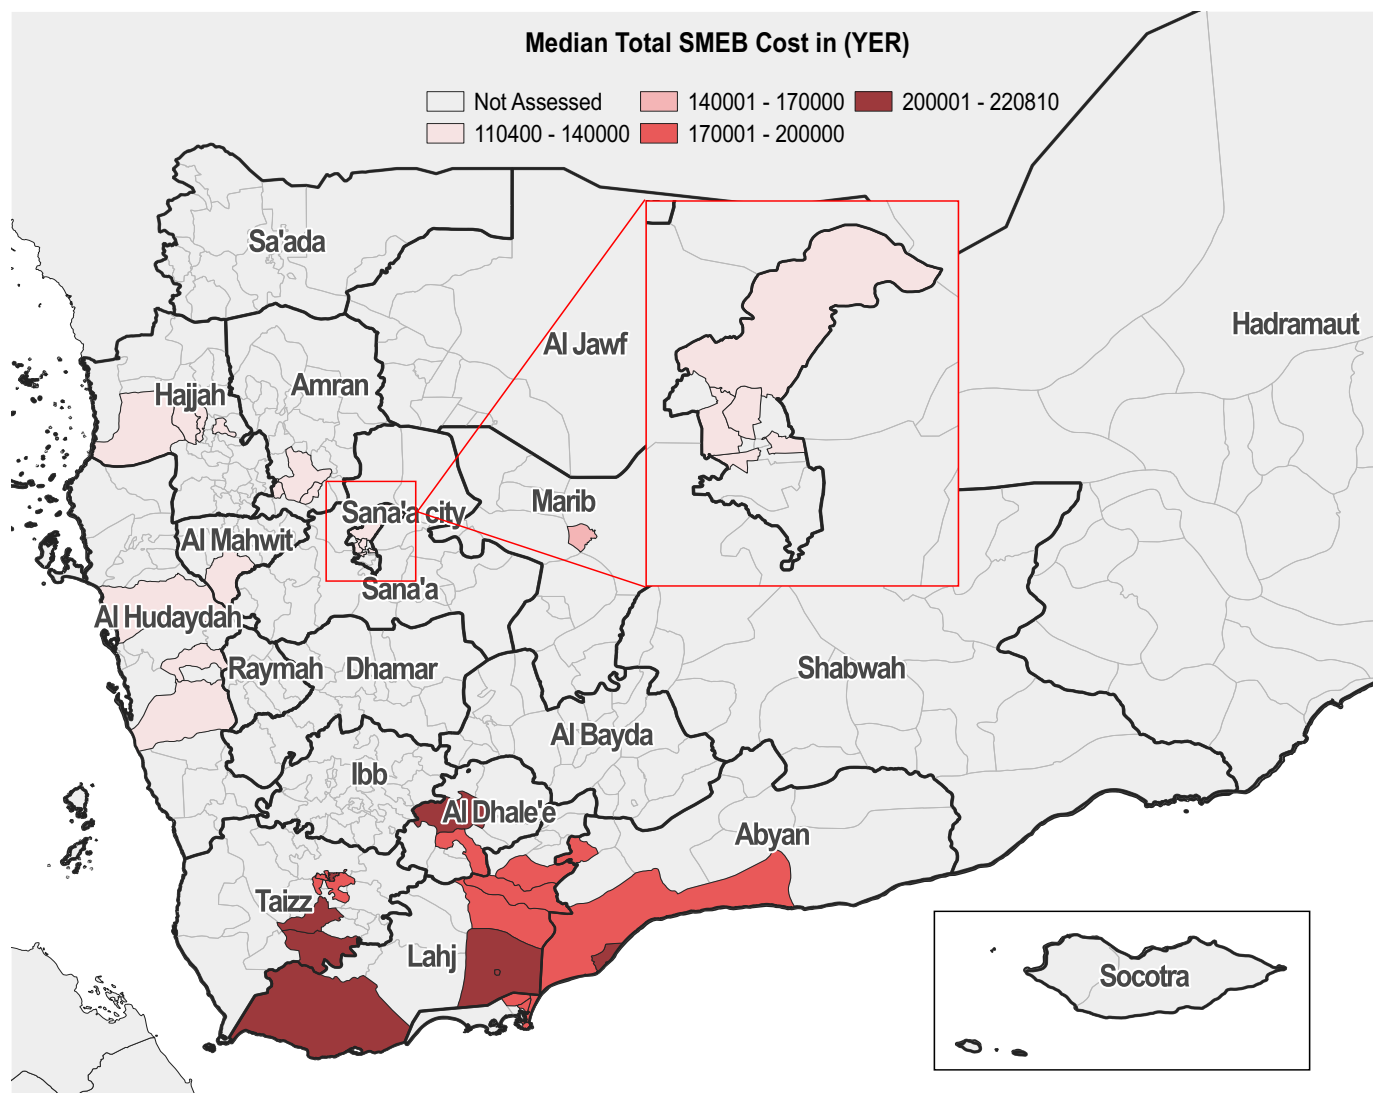 Median Total SMEB Cost in (YER)
Not Assessed
140001 - 170000
200001 - 220810
110400 - 140000
170001 - 200000
Sa'ada
Hadramaut
Al Jawf
Hajjah
Amran
Marib
Sana'a city
Al Mahwit
Sana'a
Al Hudaydah
Raymah
Dhamar
Shabwah
Al Bayda
Ibb
Al Dhale'e
Abyan
Taizz
Lahj
Socotra